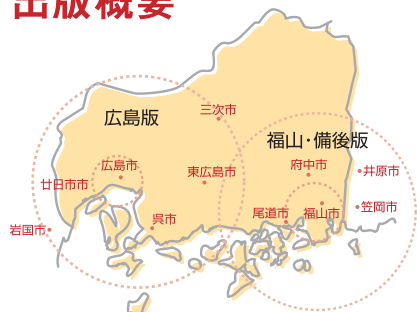 出版概要
広島版
三次市
福山・備後版
広島市
府中市
井原市
東広島市
廿日市市
尾道市
福山市
笠岡市
呉市
岩国市